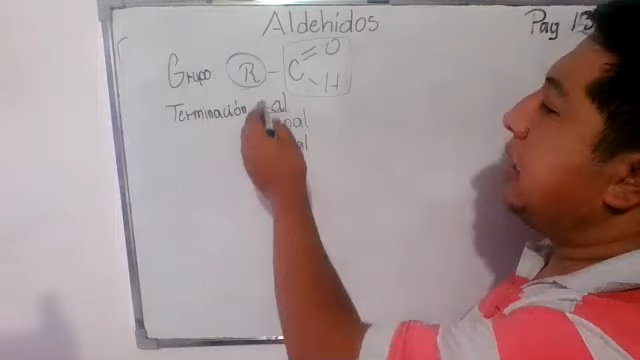 Aldehidos
Pag 13
Grupo: R - C = O
- H
Terminación al
nal
al